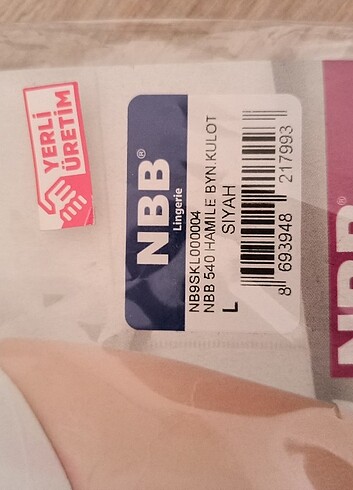 YERLİ
ÜRETİM
NBB®
Lingerie
NB9SKL000004
NBB 540 HAMILE BYN.KULOT
SIYAH
L
8 693948 217993
NBB®